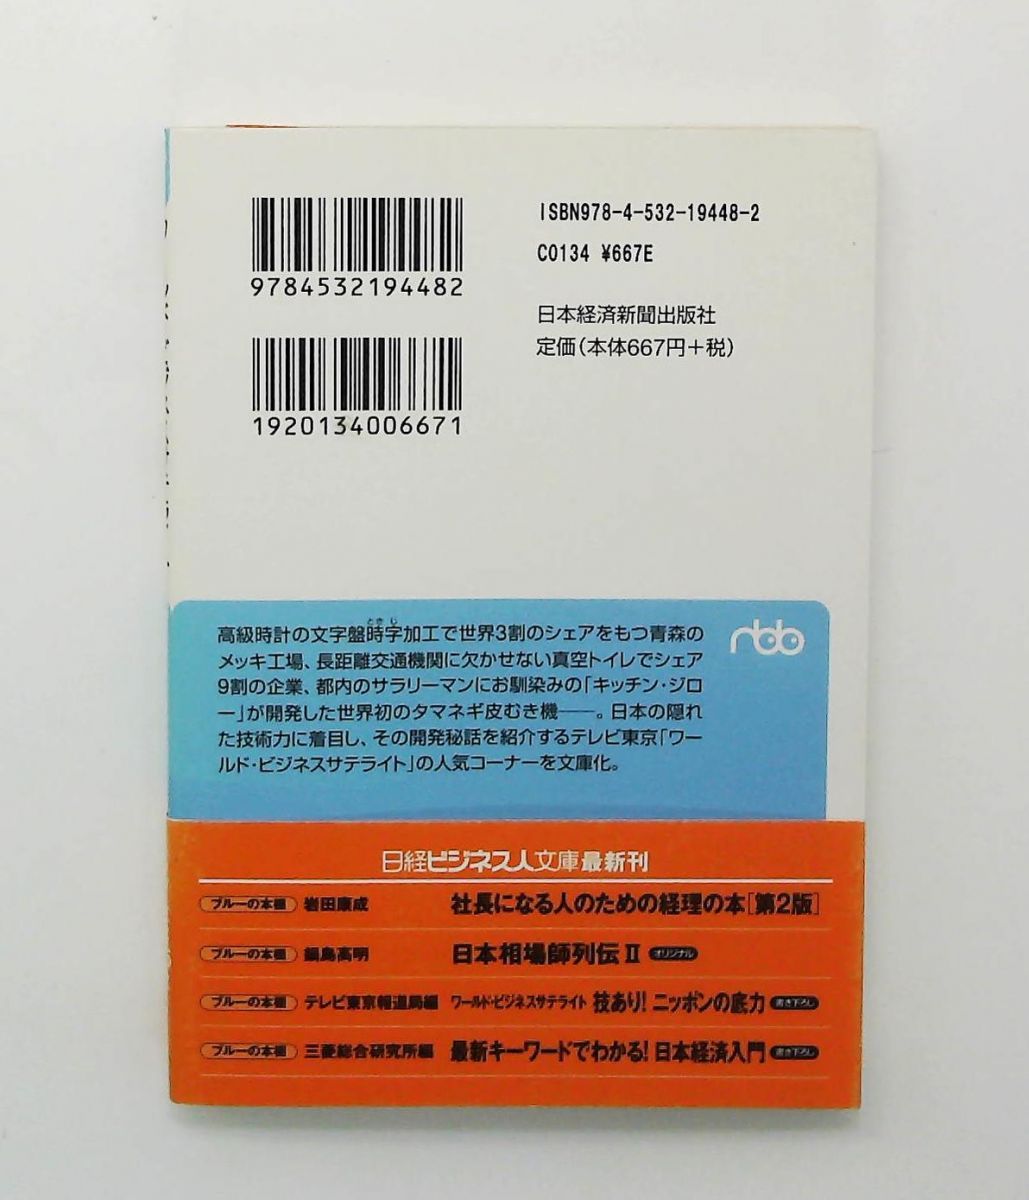 9784532194482
1920134006671
ISBN978-4-532-19448-2
C0134 ¥667E
日本経済新聞出版社
定価(本体667円+税)
nbb
高級時計の文字盤時字加工で世界3割のシェアをもつ青森の
ときじ
メッキ工場、長距離交通機関に欠かせない真空トイレでシェア
9割の企業、都内のサラリーマンにお馴染みの「キッチン・ジロ
ー」が開発した世界初のタマネギ皮むき機――。日本の隠れ
た技術力に着目し、その開発秘話を紹介するテレビ東京「ワー
ルド・ビジネスサテライト」の人気コーナーを文庫化。
日経ビジネス人文庫最新刊
ブルーの本棚 岩田康成 社長になる人のための経理の本[第2版]
ブルーの本棚 鍋島高明 日本相場師列伝Ⅱ オリジナル
ブルーの本棚 テレビ東京報道局編 ワールド・ビジネスサテライト 技あり!ニッポンの底力 書き下ろし
ブルーの本棚 三菱総合研究所編 最新キーワードでわかる!日本経済入門 書き下ろし